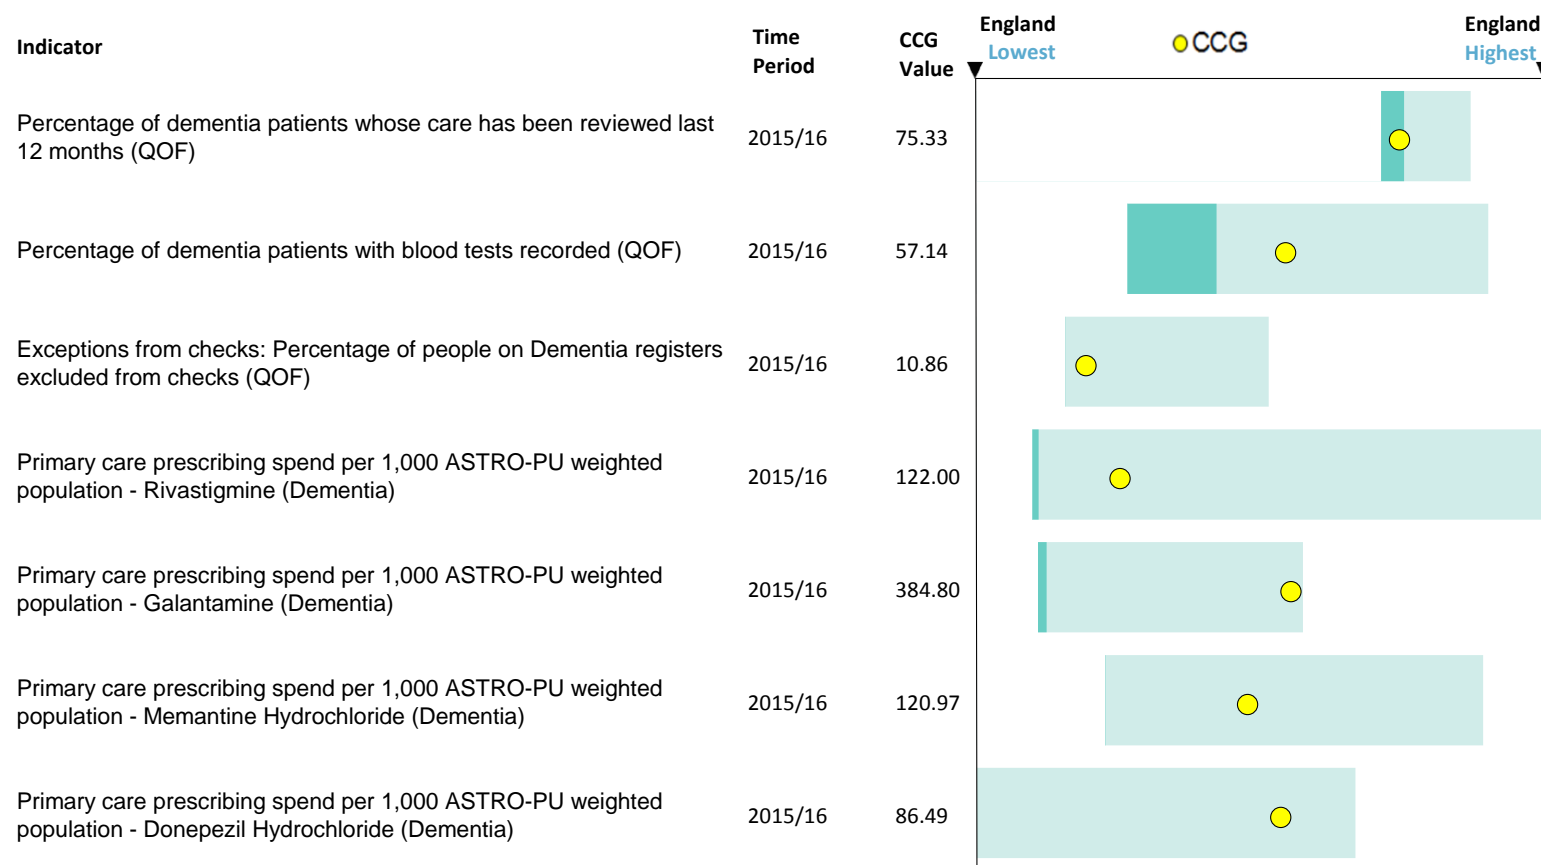 Indicator
Time
Period
CCG
Value
England
Lowest
CCG
England
Highest
Percentage of dementia patients whose care has been reviewed last
12 months (QOF)
2015/16
75.33
Percentage of dementia patients with blood tests recorded (QOF)
2015/16
57.14
Exceptions from checks: Percentage of people on Dementia registers
excluded from checks (QOF)
2015/16
10.86
Primary care prescribing spend per 1,000 ASTRO-PU weighted
population - Rivastigmine (Dementia)
2015/16
122.00
Primary care prescribing spend per 1,000 ASTRO-PU weighted
population - Galantamine (Dementia)
2015/16
384.80
Primary care prescribing spend per 1,000 ASTRO-PU weighted
population - Memantine Hydrochloride (Dementia)
2015/16
120.97
Primary care prescribing spend per 1,000 ASTRO-PU weighted
population - Donepezil Hydrochloride (Dementia)
2015/16
86.49